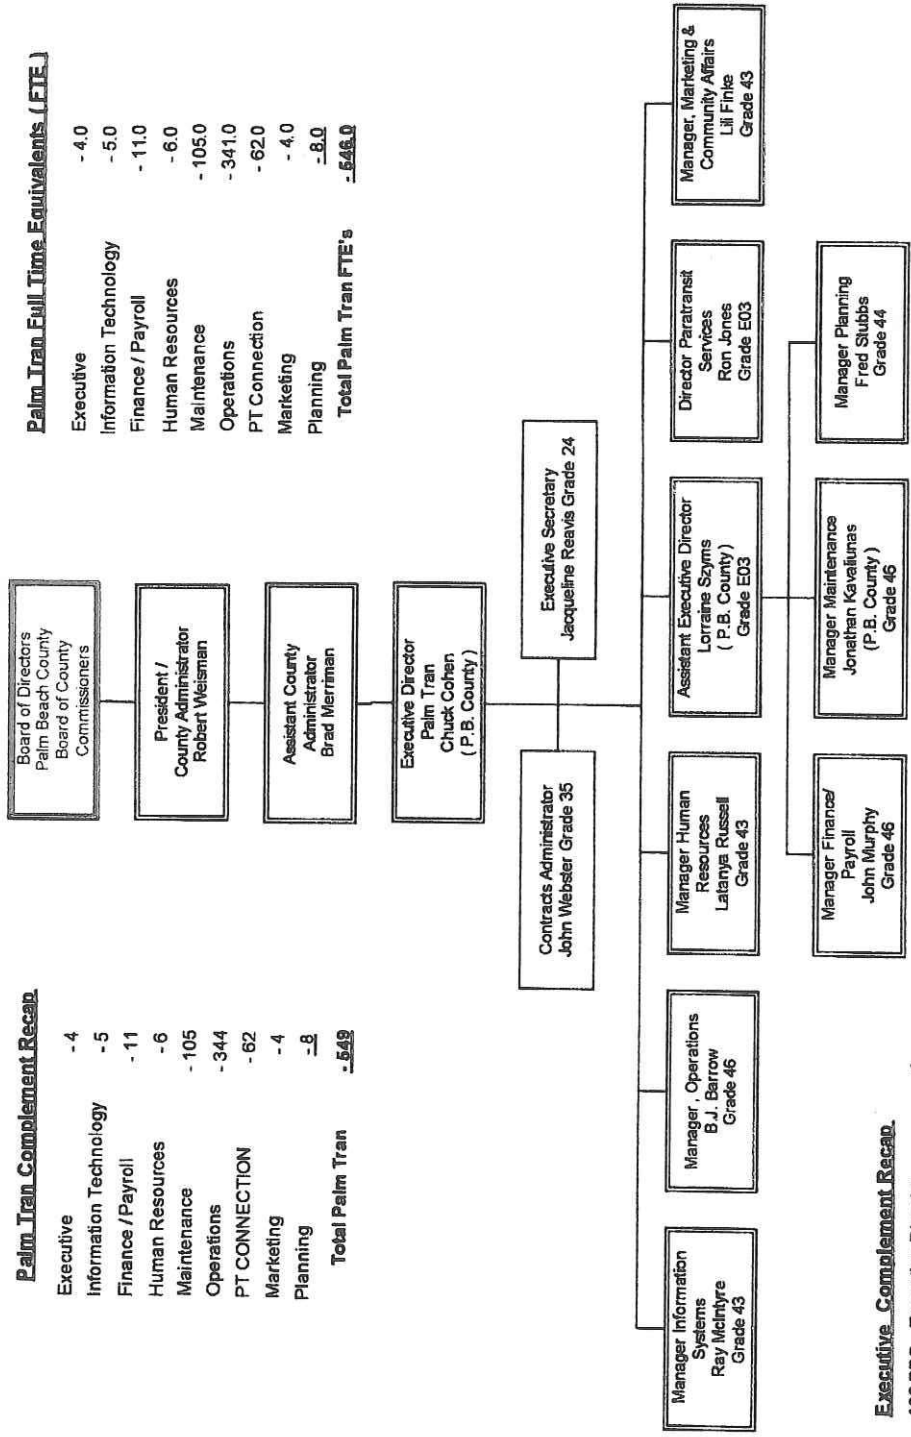 Palm Tran Complement Recap
Executive - 4
Information Technology - 5
Finance / Payroll - 11
Human Resources - 6
Maintenance - 105
Operations - 344
PT CONNECTION - 62
Marketing - 4
Planning - 8
Total Palm Tran - 549
Board of Directors
Palm Beach County
Board of County
Commissioners
President /
County Administrator
Robert Weisman
Assistant County
Administrator
Brad Merriman
Executive Director
Palm Tran
Chuck Cohen
( P.B. County )
Palm Tran Full Time Equivalents ( FTE )
Executive - 4.0
Information Technology - 5.0
Finance / Payroll - 11.0
Human Resources - 6.0
Maintenance - 105.0
Operations - 341.0
PT Connection - 62.0
Marketing - 4.0
Planning - 8.0
Total Palm Tran FTE's - 546.0
Contracts Administrator
John Webster Grade 35
Executive Secretary
Jacqueline Reavis Grade 24
Manager Information
Systems
Ray McIntyre
Grade 43
Manager , Operations
B.J. Barrow
Grade 46
Manager Human
Resources
Latanya Russell
Grade 43
Assistant Executive Director
Lorraine Szyms
( P.B. County )
Grade E03
Director Paratransit
Services
Ron Jones
Grade E03
Manager, Marketing &
Community Affairs
Lili Finke
Grade 43
Manager Finance/
Payroll
John Murphy
Grade 46
Manager Maintenance
Jonathan Kavaliunas
(P.B. County )
Grade 46
Manager Planning
Fred Stubbs
Grade 44
Executive Complement Recap